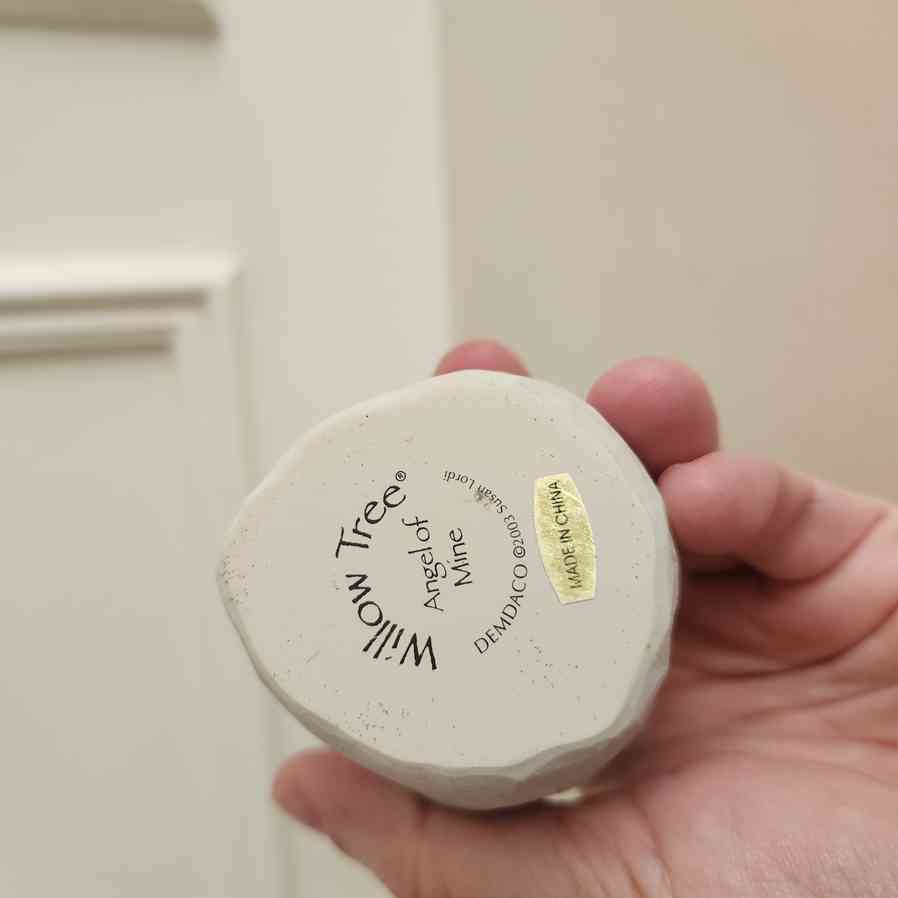 Willow Tree®
Angel of
Mine
DEMDACO ©2003 Susan Lordi
MADE IN CHINA